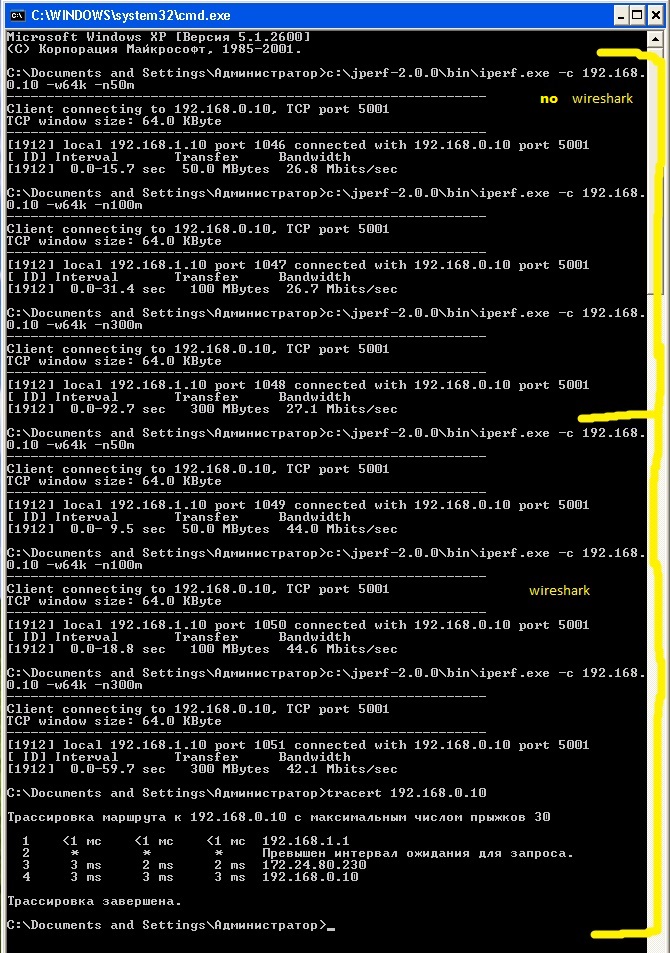 C:\WINDOWS\system32\cmd.exe
Microsoft Windows XP [Версия 5.1.2600]
(C) Корпорация Майкрософт, 1985-2001.
C:\Documents and Settings\Администратор>c:\jperf-2.0.0\bin\iperf.exe -c 192.168.
0.10 -w64k -n50m
no wireshark
------------------------------------------------------------
Client connecting to 192.168.0.10, TCP port 5001
TCP window size: 64.0 KByte
------------------------------------------------------------
[1912] local 192.168.1.10 port 1046 connected with 192.168.0.10 port 5001
[ ID] Interval       Transfer     Bandwidth
[1912]  0.0-15.7 sec  50.0 MBytes  26.8 Mbits/sec
C:\Documents and Settings\Администратор>c:\jperf-2.0.0\bin\iperf.exe -c 192.168.
0.10 -w64k -n100m
------------------------------------------------------------
Client connecting to 192.168.0.10, TCP port 5001
TCP window size: 64.0 KByte
------------------------------------------------------------
[1912] local 192.168.1.10 port 1047 connected with 192.168.0.10 port 5001
[ ID] Interval       Transfer     Bandwidth
[1912]  0.0-31.4 sec   100 MBytes  26.7 Mbits/sec
C:\Documents and Settings\Администратор>c:\jperf-2.0.0\bin\iperf.exe -c 192.168.
0.10 -w64k -n300m
------------------------------------------------------------
Client connecting to 192.168.0.10, TCP port 5001
TCP window size: 64.0 KByte
------------------------------------------------------------
[1912] local 192.168.1.10 port 1048 connected with 192.168.0.10 port 5001
[ ID] Interval       Transfer     Bandwidth
[1912]  0.0-92.7 sec   300 MBytes  27.1 Mbits/sec
C:\Documents and Settings\Администратор>c:\jperf-2.0.0\bin\iperf.exe -c 192.168.
0.10 -w64k -n50m
------------------------------------------------------------
Client connecting to 192.168.0.10, TCP port 5001
TCP window size: 64.0 KByte
------------------------------------------------------------
[1912] local 192.168.1.10 port 1049 connected with 192.168.0.10 port 5001
[ ID] Interval       Transfer     Bandwidth
[1912]  0.0- 9.5 sec  50.0 MBytes  44.0 Mbits/sec
C:\Documents and Settings\Администратор>c:\jperf-2.0.0\bin\iperf.exe -c 192.168.
0.10 -w64k -n100m
------------------------------------------------------------
Client connecting to 192.168.0.10, TCP port 5001
wireshark
TCP window size: 64.0 KByte
------------------------------------------------------------
[1912] local 192.168.1.10 port 1050 connected with 192.168.0.10 port 5001
[ ID] Interval       Transfer     Bandwidth
[1912]  0.0-18.8 sec   100 MBytes  44.6 Mbits/sec
C:\Documents and Settings\Администратор>c:\jperf-2.0.0\bin\iperf.exe -c 192.168.
0.10 -w64k -n300m
------------------------------------------------------------
Client connecting to 192.168.0.10, TCP port 5001
TCP window size: 64.0 KByte
------------------------------------------------------------
[1912] local 192.168.1.10 port 1051 connected with 192.168.0.10 port 5001
[ ID] Interval       Transfer     Bandwidth
[1912]  0.0-59.7 sec   300 MBytes  42.1 Mbits/sec
C:\Documents and Settings\Администратор>tracert 192.168.0.10
Трассировка маршрута к 192.168.0.10 с максимальным числом прыжков 30
1    <1 мс    <1 мс    <1 мс  192.168.1.1
2     *        *        *     Превышен интервал ожидания для запроса.
3     3 ms     2 ms     2 ms  172.24.80.230
4     3 ms     3 ms     3 ms  192.168.0.10
Трассировка завершена.
C:\Documents and Settings\Администратор>_